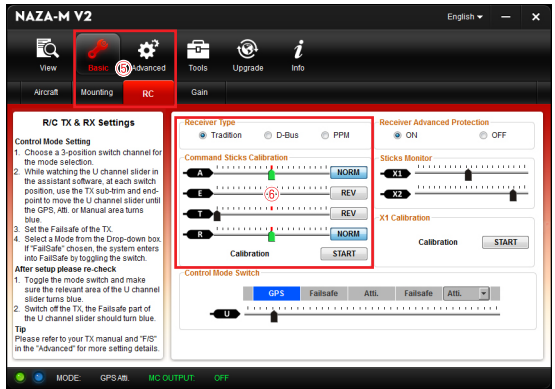 NAZA-M V2
English
View
Basic
⑤
Advanced
Tools
Upgrade
Info
Aircraft
Mounting
RC
Gain
R/C TX & RX Settings
Control Mode Setting
1. Choose a 3-position switch channel for
the mode selection.
2. While watching the U channel slider in
the assistant software, at each switch
position, use the TX sub-trim and end-
point to move the U channel slider until
the GPS, Atti. or Manual area turns
blue.
3. Set the Failsafe of the TX.
4. Select a Mode from the Drop-down box.
If "FailSafe" chosen, the system enters
into FailSafe by toggling the switch.
After setup please re-check
1. Toggle the mode switch and make
sure the relevant area of the U channel
slider turns blue.
2. Switch off the TX, the Failsafe part of
the U channel slider should turn blue.
Tip
Please refer to your TX manual and "F/S"
in the "Advanced" for more setting details.
Receiver Type
Tradition
D-Bus
PPM
Command Sticks Calibration
A
NORM
E
⑥
REV
T
REV
R
NORM
Calibration
START
Receiver Advanced Protection
ON
OFF
Sticks Monitor
X1
X2
X1 Calibration
Calibration
START
Control Mode Switch
GPS
Failsafe
Atti.
Failsafe
Atti.
U
MODE: GPS Atti. MC OUTPUT: OFF